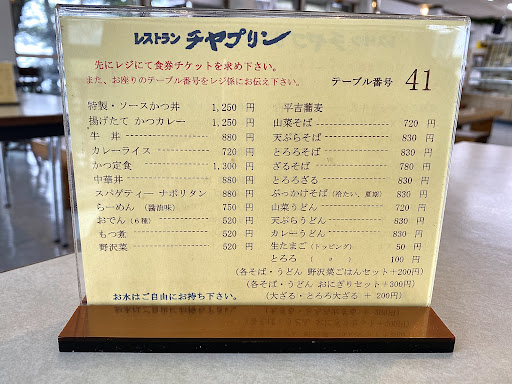 レストラン チャプリン
先にレジにて食券チケットを求め下さい。
また、お座りのテーブル番号をレジ係にお伝え下さい。
テーブル番号 41
特製・ソースかつ丼 1,250 円
揚げたて かつカレー 1,250 円
牛 丼 880 円
カレーライス 720 円
かつ定食 1,300 円
中華丼 880 円
スパゲティー ナポリタン 880 円
らーめん (醤油味) 750 円
おでん (6種) 520 円
もつ煮 520 円
野沢菜 520 円
平吉蕎麦
山菜そば 720 円
天ぷらそば 830 円
とろろそば 830 円
ざるそば 780 円
とろろざる 830 円
ぶっかけそば (冷たい、夏期) 830 円
山菜うどん 720 円
天ぷらうどん 830 円
カレーうどん 830 円
生たまご (トッピング) 50 円
とろろ ( 〃 ) 100 円
(各そば・うどん 野沢菜ごはんセット+200円)
(各そば・うどん おにぎりセット+300円)
(大ざる・とろろ大ざる + 200円)
お水はご自由にお持ち下さい。